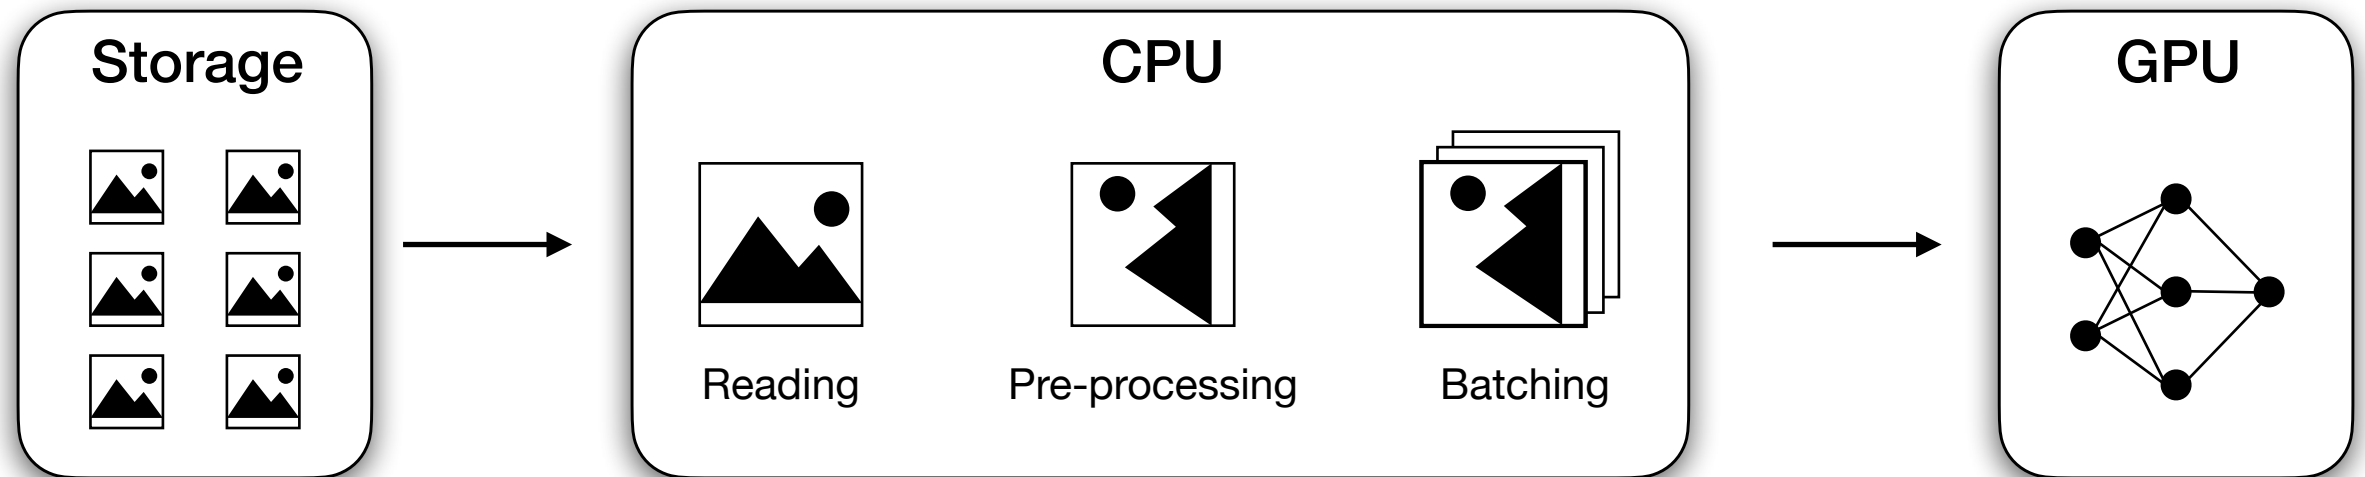 Storage
CPU
GPU
Reading
Pre-processing
Batching